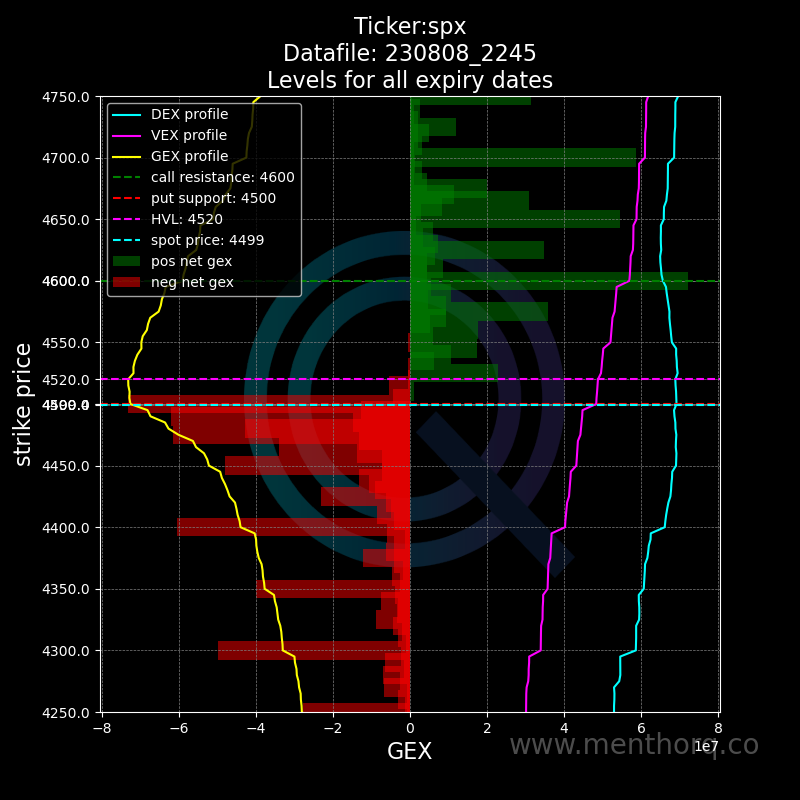 Ticker:spx
Datafile: 230808_2245
Levels for all expiry dates
DEX profile
VEX profile
GEX profile
call resistance: 4600
put support: 4500
HVL: 4520
spot price: 4499
pos net gex
neg net gex
strike price
4750.0
4700.0
4650.0
4600.0
4550.0
4520.0
4450.0
4400.0
4350.0
4300.0
4250.0
−8 −6 −4 −2 0 2 4 6 8
1e7
GEX
www.menthorq.co